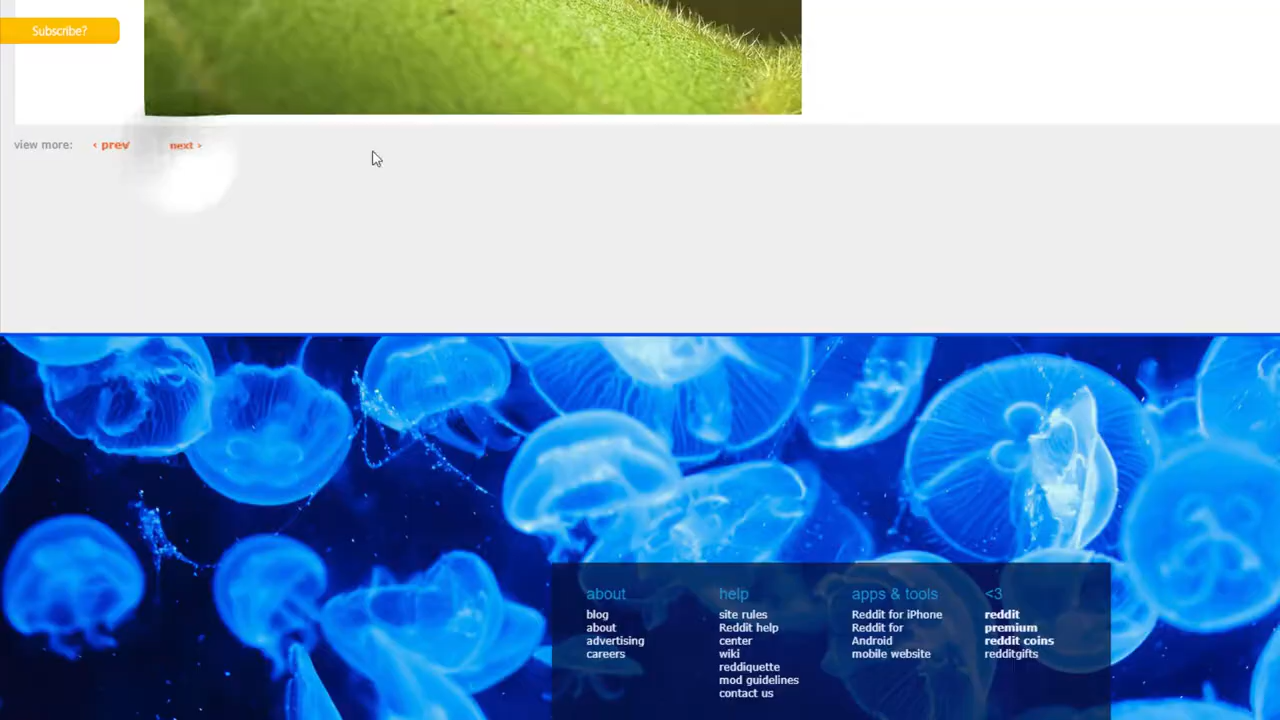 Subscribe?
view more: ‹ prev next ›
about
blog
about
advertising
careers
help
site rules
Reddit help
center
wiki
reddiquette
mod guidelines
contact us
apps & tools
Reddit for iPhone
Reddit for
Android
mobile website
<3
reddit
premium
reddit coins
redditgifts